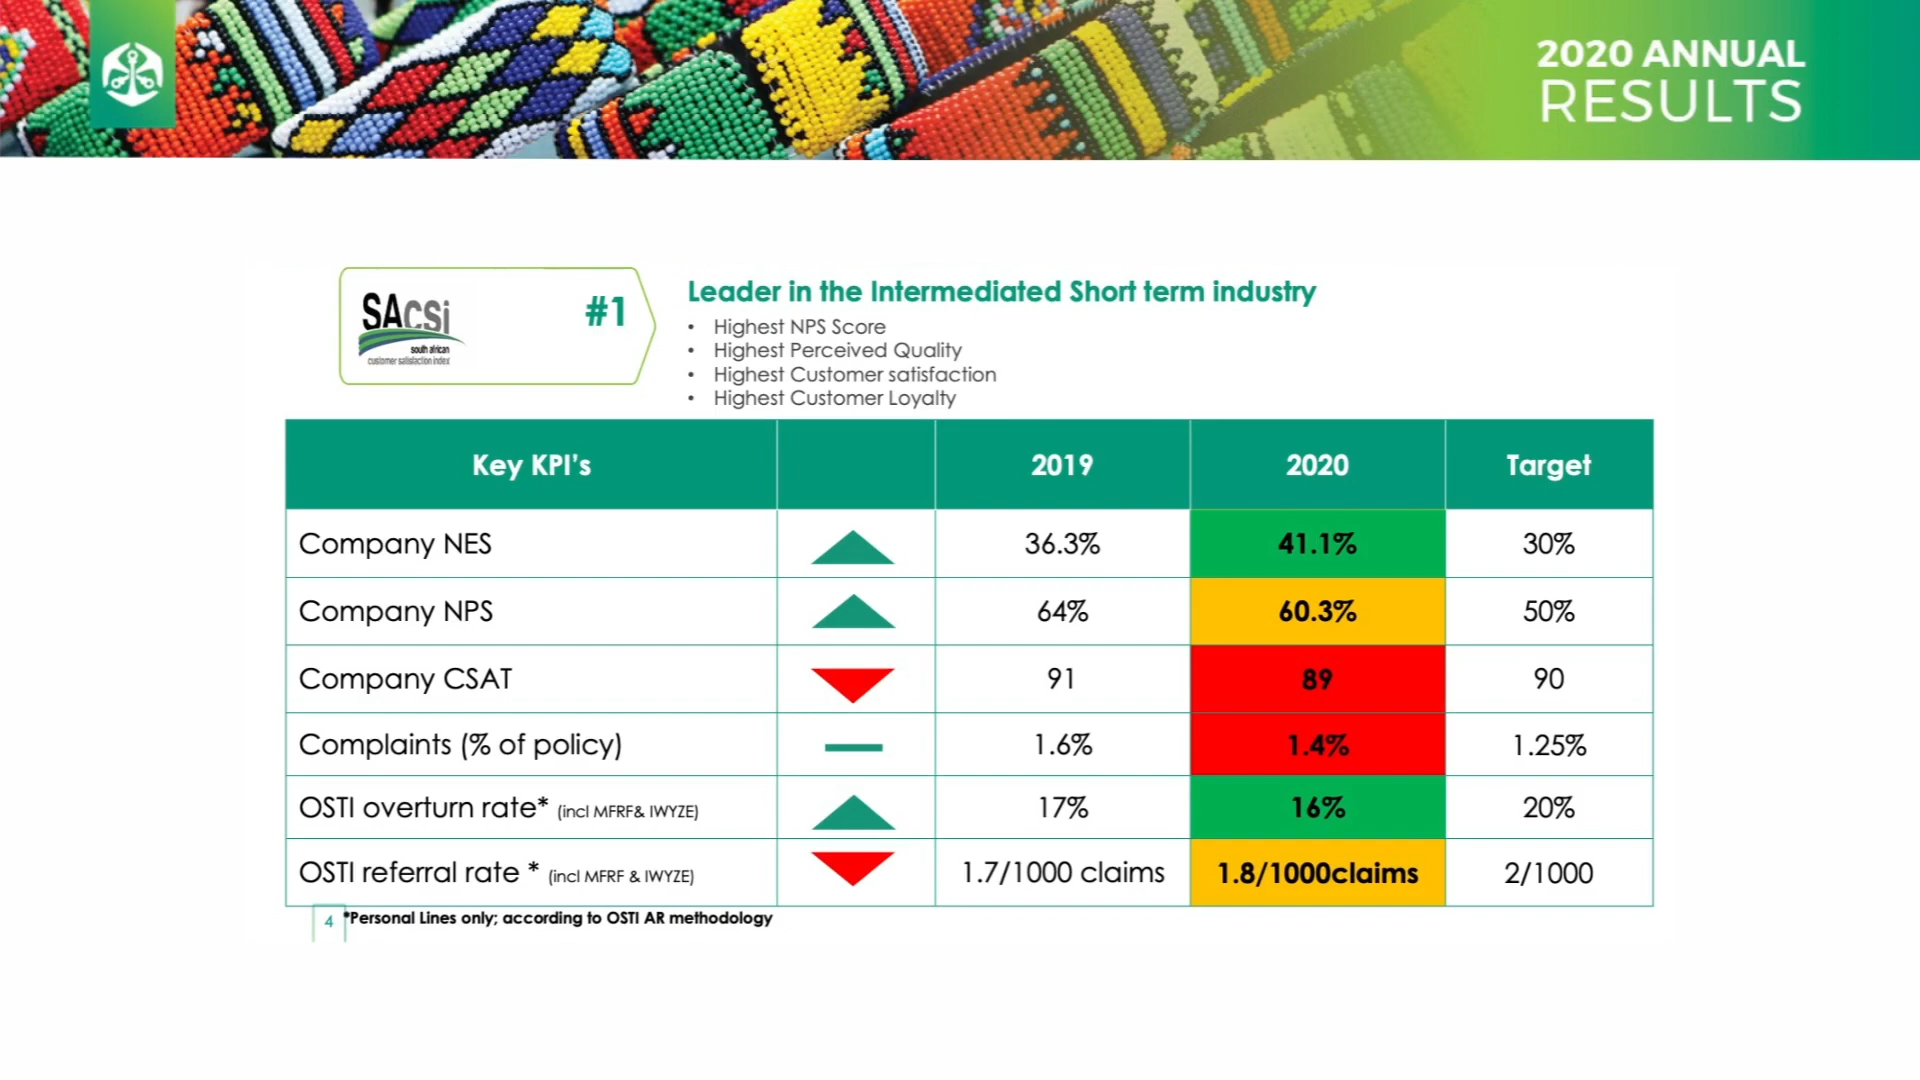 2020 ANNUAL
RESULTS
SAcsi
south african
customer satisfaction index
#1
Leader in the Intermediated Short term industry
• Highest NPS Score
• Highest Perceived Quality
• Highest Customer satisfaction
• Highest Customer Loyalty
Key KPI's 2019 2020 Target
Company NES 36.3% 41.1% 30%
Company NPS 64% 60.3% 50%
Company CSAT 91 89 90
Complaints (% of policy) 1.6% 1.4% 1.25%
OSTI overturn rate* (incl MFRF& IWYZE) 17% 16% 20%
OSTI referral rate * (incl MFRF & IWYZE) 1.7/1000 claims 1.8/1000claims 2/1000
4 *Personal Lines only; according to OSTI AR methodology